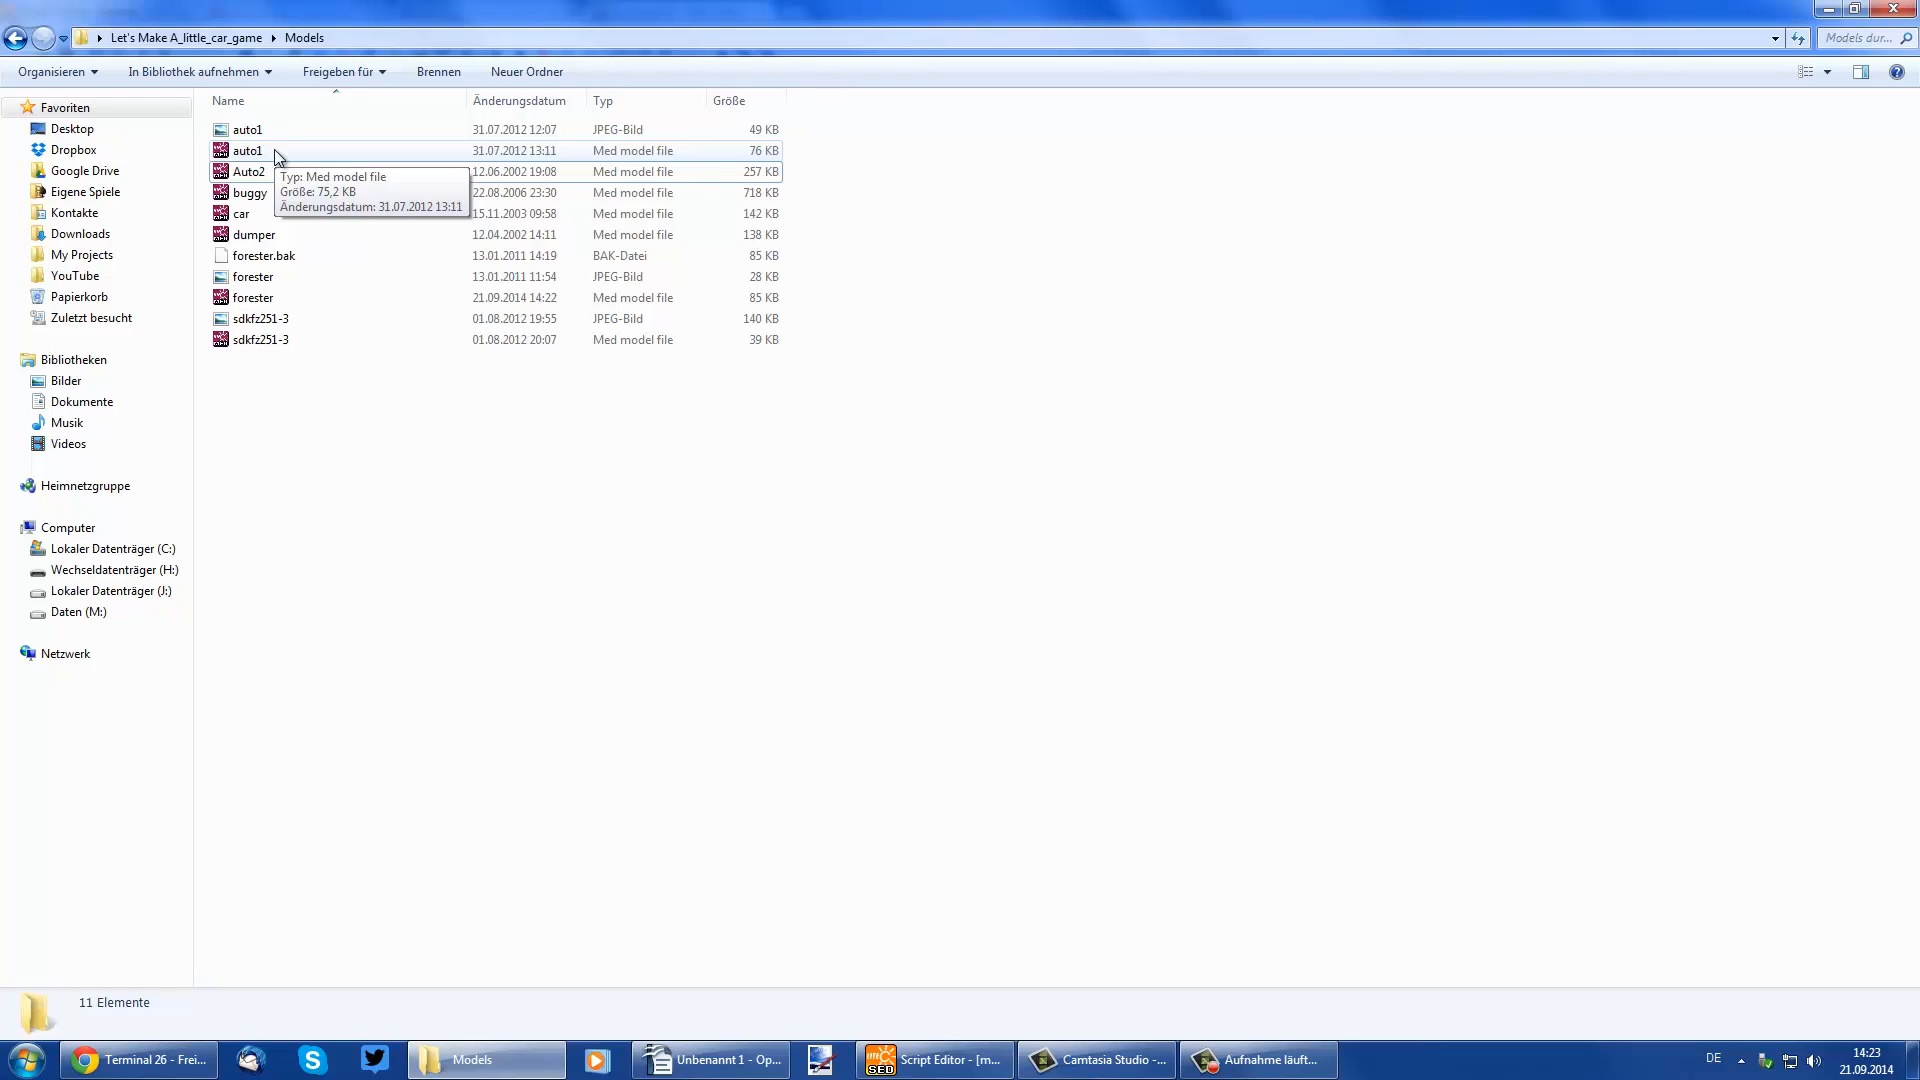 Let's Make A_little_car_game Models
Models dur...
Organisieren In Bibliothek aufnehmen Freigeben für Brennen Neuer Ordner
Name Änderungsdatum Typ Größe
auto1 31.07.2012 12:07 JPEG-Bild 49 KB
auto1 31.07.2012 13:11 Med model file 76 KB
Auto2 12.06.2002 19:08 Med model file 257 KB
buggy 22.08.2006 23:30 Med model file 718 KB
car 15.11.2003 09:58 Med model file 142 KB
dumper 12.04.2002 14:11 Med model file 138 KB
forester.bak 13.01.2011 14:19 BAK-Datei 85 KB
forester 13.01.2011 11:54 JPEG-Bild 28 KB
forester 21.09.2014 14:22 Med model file 85 KB
sdkfz251-3 01.08.2012 19:55 JPEG-Bild 140 KB
sdkfz251-3 01.08.2012 20:07 Med model file 39 KB
Typ: Med model file
Größe: 75,2 KB
Änderungsdatum: 31.07.2012 13:11
Favoriten
Desktop
Dropbox
Google Drive
Eigene Spiele
Kontakte
Downloads
My Projects
YouTube
Papierkorb
Zuletzt besucht
Bibliotheken
Bilder
Dokumente
Musik
Videos
Heimnetzgruppe
Computer
Lokaler Datenträger (C:)
Wechseldatenträger (H:)
Lokaler Datenträger (J:)
Daten (M:)
Netzwerk
11 Elemente
Terminal 26 - Frei...
Models
Unbenannt 1 - Op...
SED
Script Editor - [m...
Camtasia Studio -...
Aufnahme läuft...
DE
14:23
21.09.2014